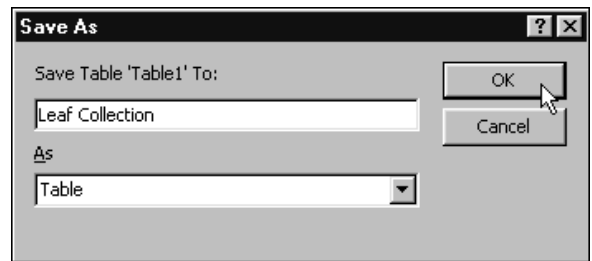 Save As
Save Table 'Table1' To:
OK
Leaf Collection
Cancel
As
Table